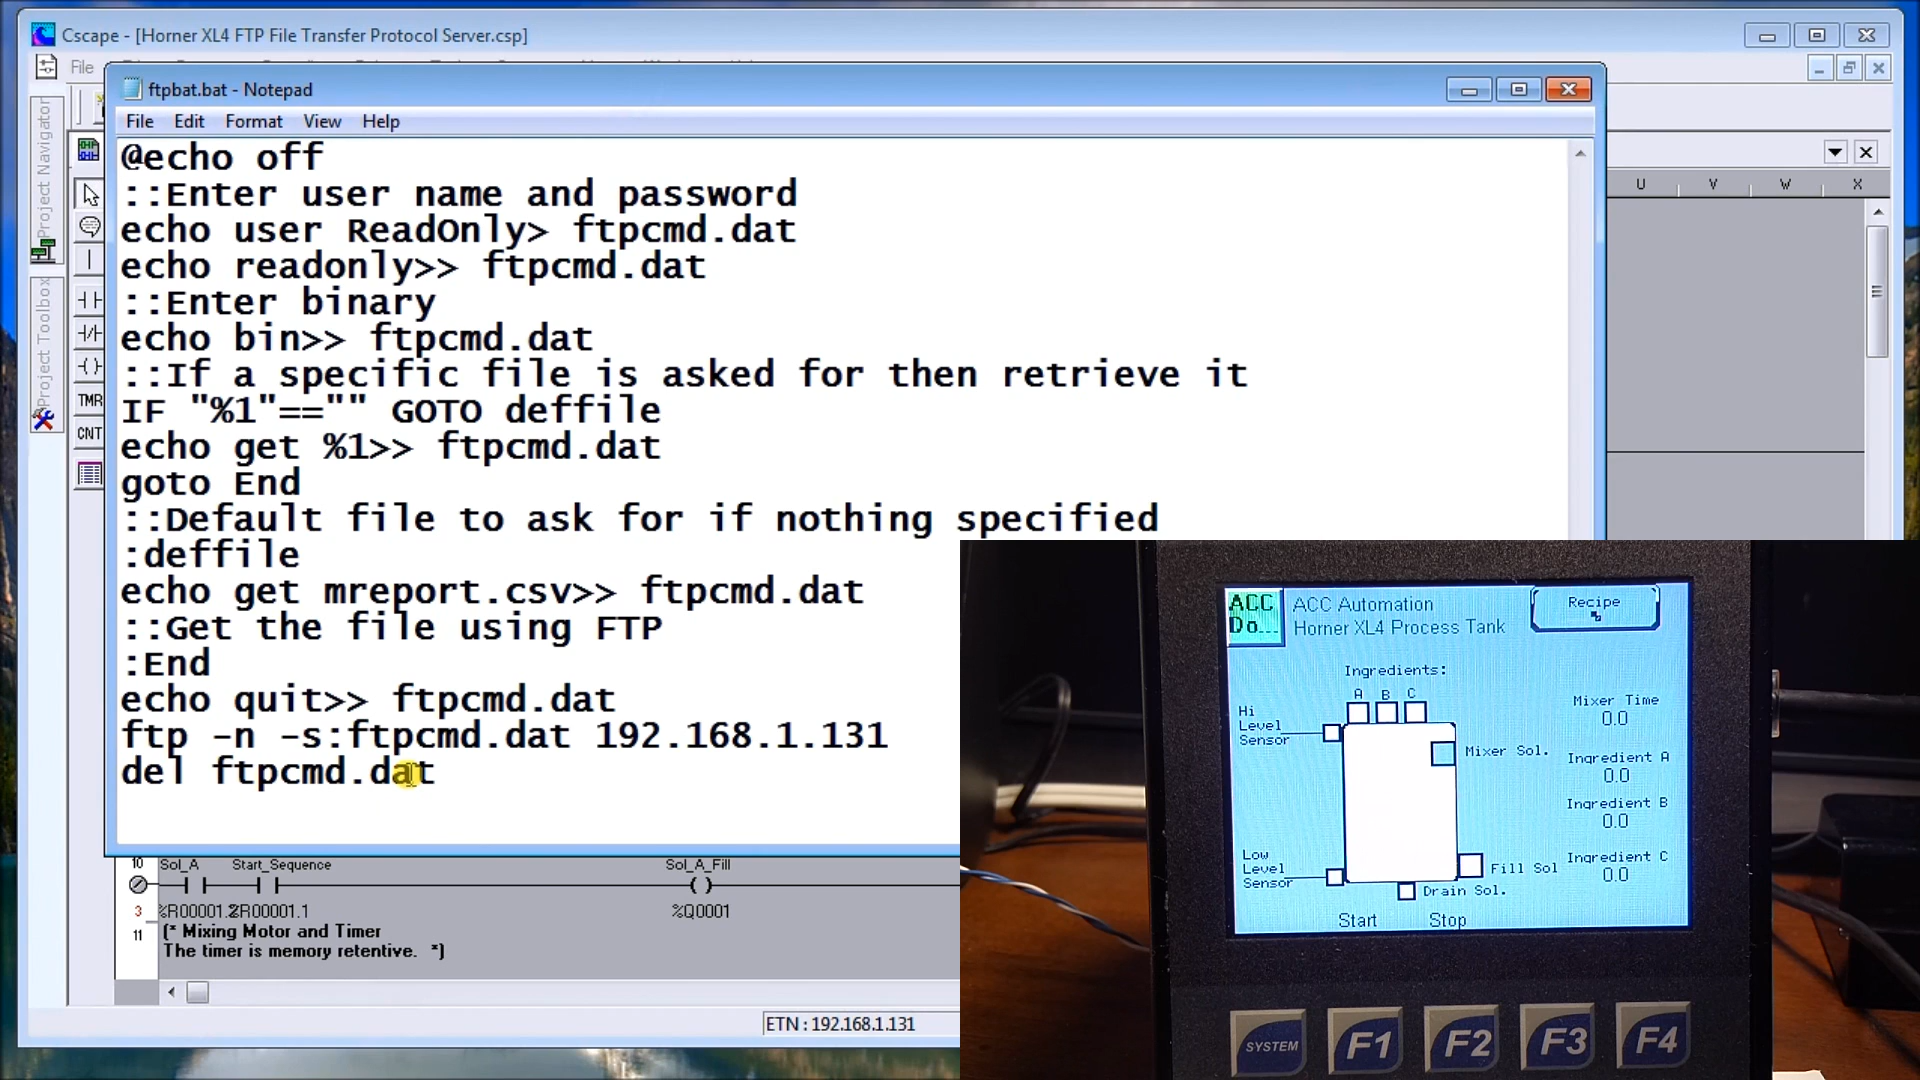 Cscape - [Horner XL4 FTP File Transfer Protocol Server.csp]
File
ftpbat.bat - Notepad
File Edit Format View Help
Project Navigator
Project Toolbox
TMR
CNT
U V W X
@echo off
::Enter user name and password
echo user ReadOnly> ftpcmd.dat
echo readonly>> ftpcmd.dat
::Enter binary
echo bin>> ftpcmd.dat
::If a specific file is asked for then retrieve it
IF "%1"=="" GOTO deffile
echo get %1>> ftpcmd.dat
goto End
::Default file to ask for if nothing specified
:deffile
echo get mreport.csv>> ftpcmd.dat
::Get the file using FTP
:End
echo quit>> ftpcmd.dat
ftp -n -s:ftpcmd.dat 192.168.1.131
del ftpcmd.dat
10 Sol_A Start_Sequence Sol_A_Fill
3 %R00001.2 %R00001.1 %Q0001
11 (* Mixing Motor and Timer
The timer is memory retentive. *)
ETN : 192.168.1.131
ACC
Do...
ACC Automation
Horner XL4 Process Tank
Recipe
Ingredients:
A B C
Hi
Level
Sensor
Mixer Time
0.0
Mixer Sol.
Ingredient A
0.0
Ingredient B
0.0
Ingredient C
0.0
Low
Level
Sensor
Fill Sol
Drain Sol.
Start Stop
SYSTEM F1 F2 F3 F4